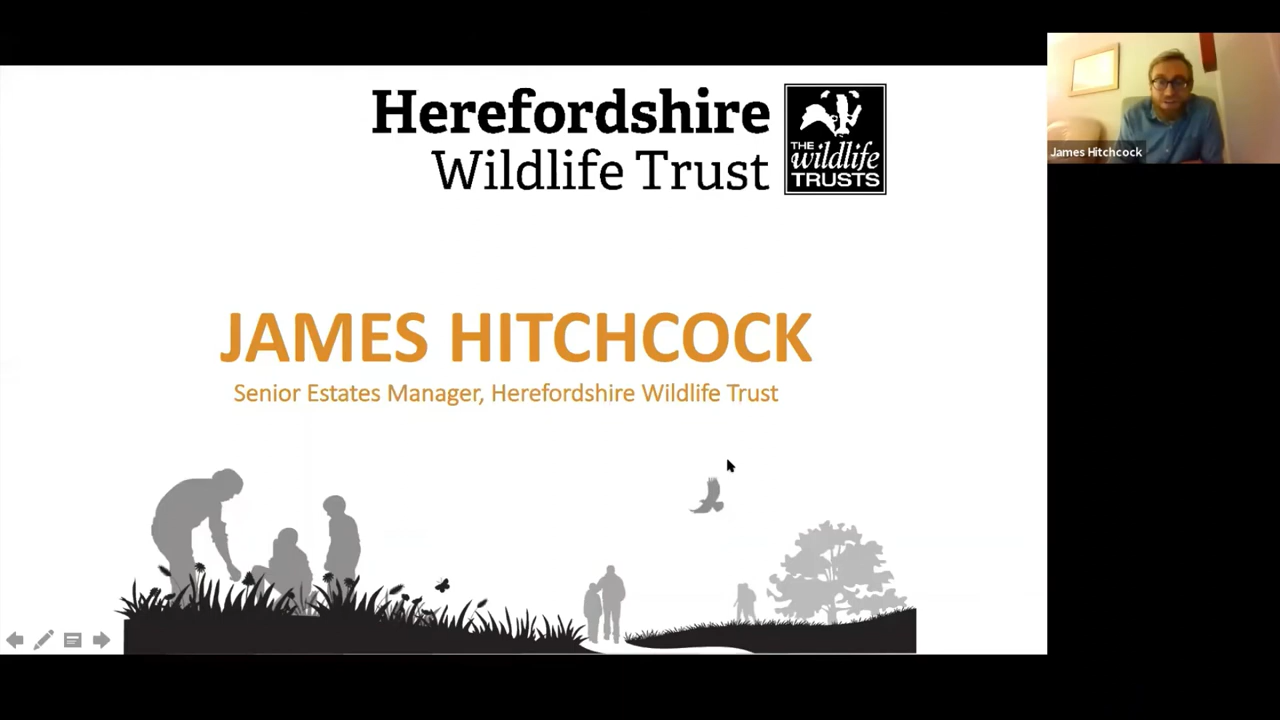 Herefordshire
Wildlife Trust
THE
wildlife
TRUSTS
James Hitchcock
JAMES HITCHCOCK
Senior Estates Manager, Herefordshire Wildlife Trust